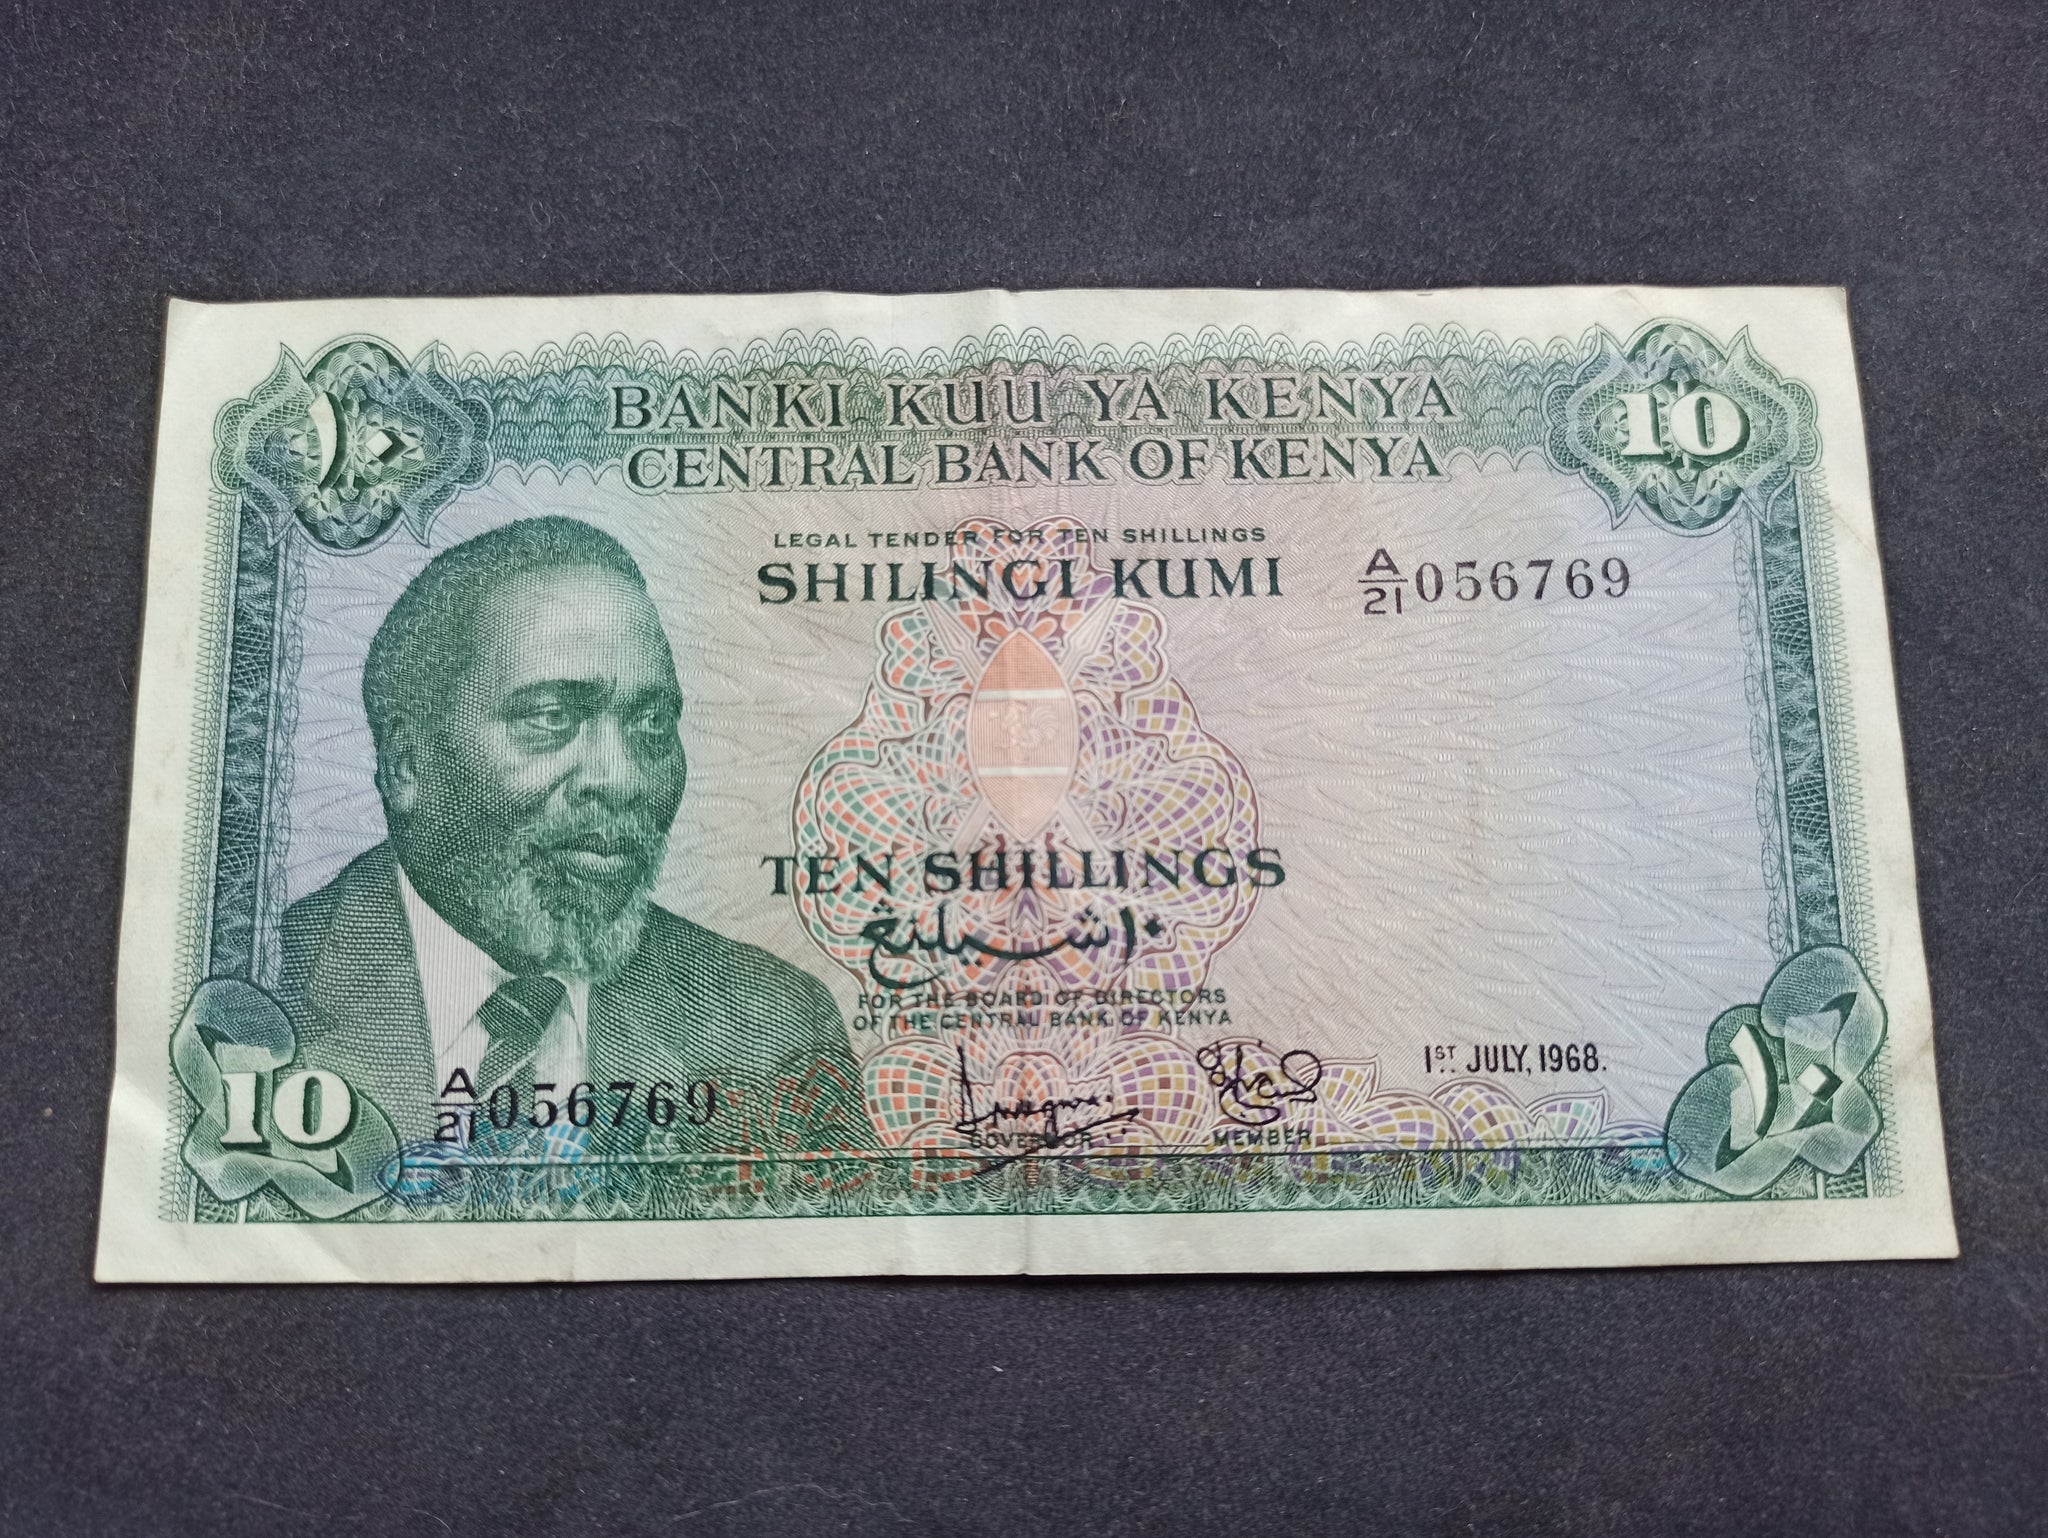 ١٠
BANKI KUU YA KENYA
10
CENTRAL BANK OF KENYA
LEGAL TENDER FOR TEN SHILLINGS
SHILINGI KUMI
A/21 056769
TEN SHILLINGS
١٠ شيلينڠ
FOR THE BOARD OF DIRECTORS
OF THE CENTRAL BANK OF KENYA
1ST JULY, 1968.
10
A/21 056769
GOVERNOR
MEMBER
١٠